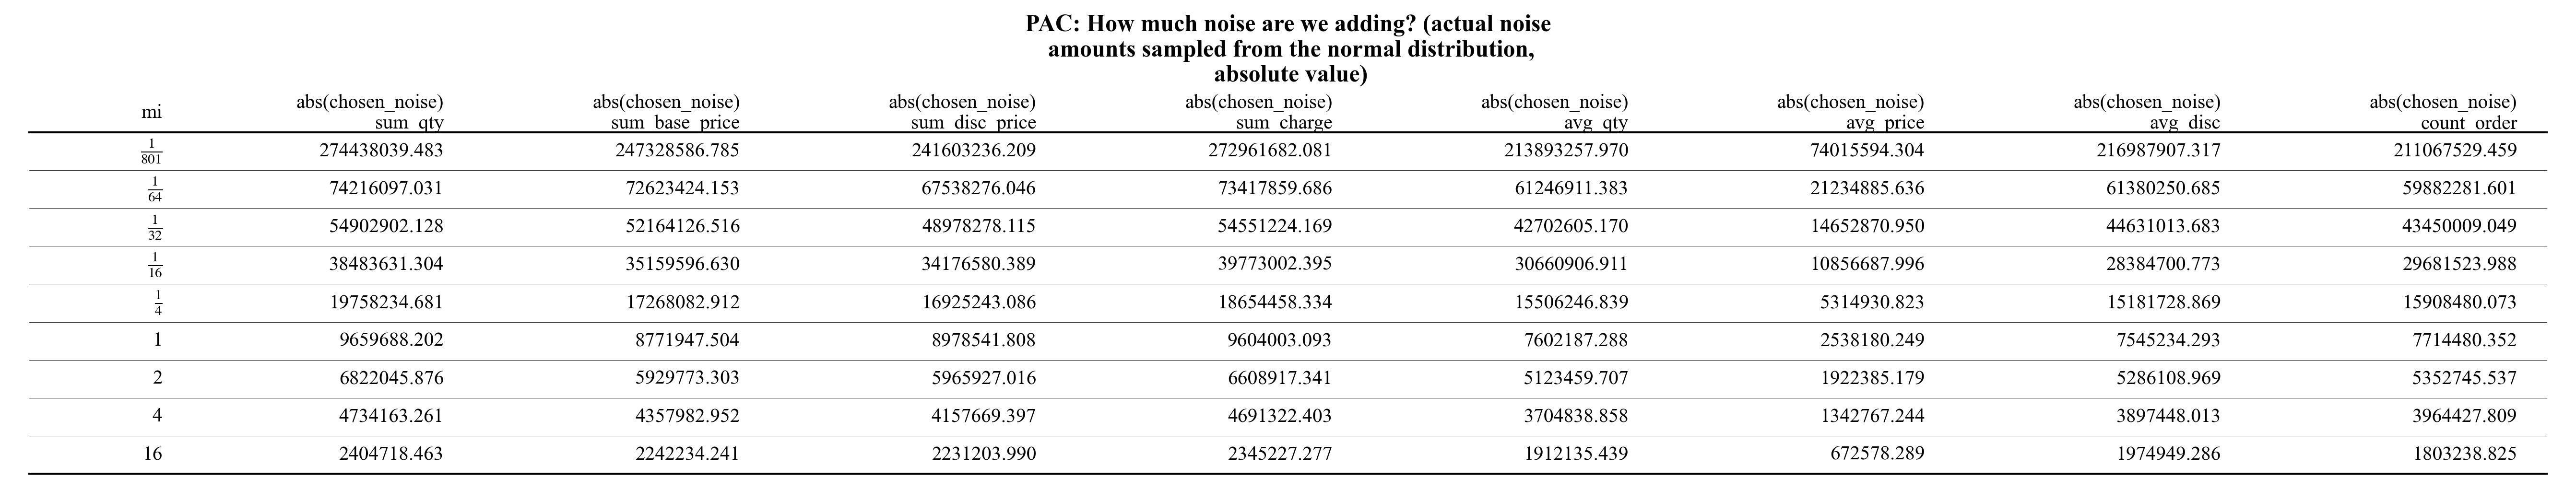 PAC: How much noise are we adding? (actual noise
amounts sampled from the normal distribution,
absolute value)
mi abs(chosen_noise) sum_qty abs(chosen_noise) sum_base_price abs(chosen_noise) sum_disc_price abs(chosen_noise) sum_charge abs(chosen_noise) avg_qty abs(chosen_noise) avg_price abs(chosen_noise) avg_disc abs(chosen_noise) count_order
1/801 274438039.483 247328586.785 241603236.209 272961682.081 213893257.970 74015594.304 216987907.317 211067529.459
1/64 74216097.031 72623424.153 67538276.046 73417859.686 61246911.383 21234885.636 61380250.685 59882281.601
1/32 54902902.128 52164126.516 48978278.115 54551224.169 42702605.170 14652870.950 44631013.683 43450009.049
1/16 38483631.304 35159596.630 34176580.389 39773002.395 30660906.911 10856687.996 28384700.773 29681523.988
1/4 19758234.681 17268082.912 16925243.086 18654458.334 15506246.839 5314930.823 15181728.869 15908480.073
1 9659688.202 8771947.504 8978541.808 9604003.093 7602187.288 2538180.249 7545234.293 7714480.352
2 6822045.876 5929773.303 5965927.016 6608917.341 5123459.707 1922385.179 5286108.969 5352745.537
4 4734163.261 4357982.952 4157669.397 4691322.403 3704838.858 1342767.244 3897448.013 3964427.809
16 2404718.463 2242234.241 2231203.990 2345227.277 1912135.439 672578.289 1974949.286 1803238.825